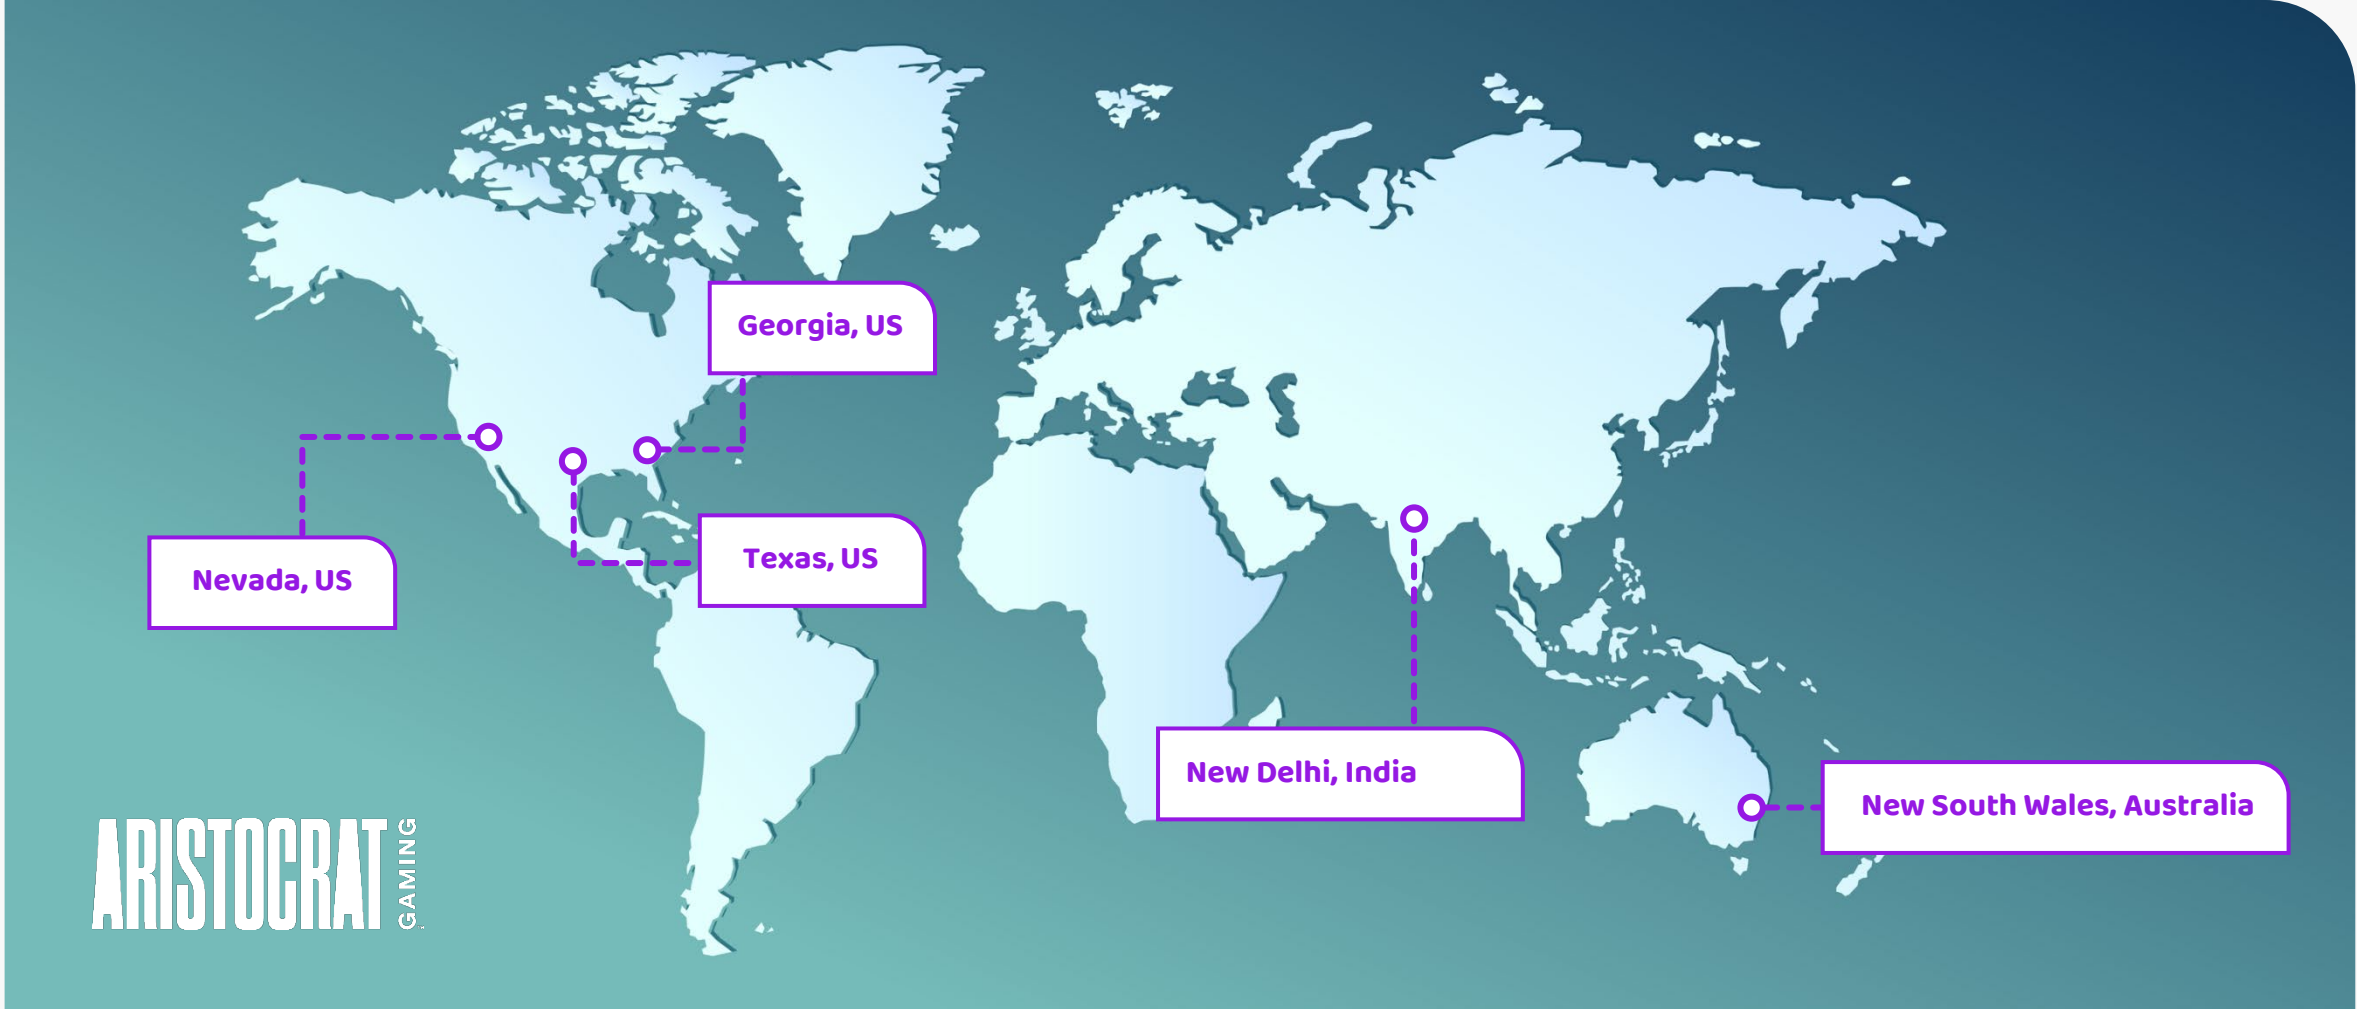 Georgia, US
Texas, US
Nevada, US
New Delhi, India
New South Wales, Australia
ARISTOCRAT
GAMING